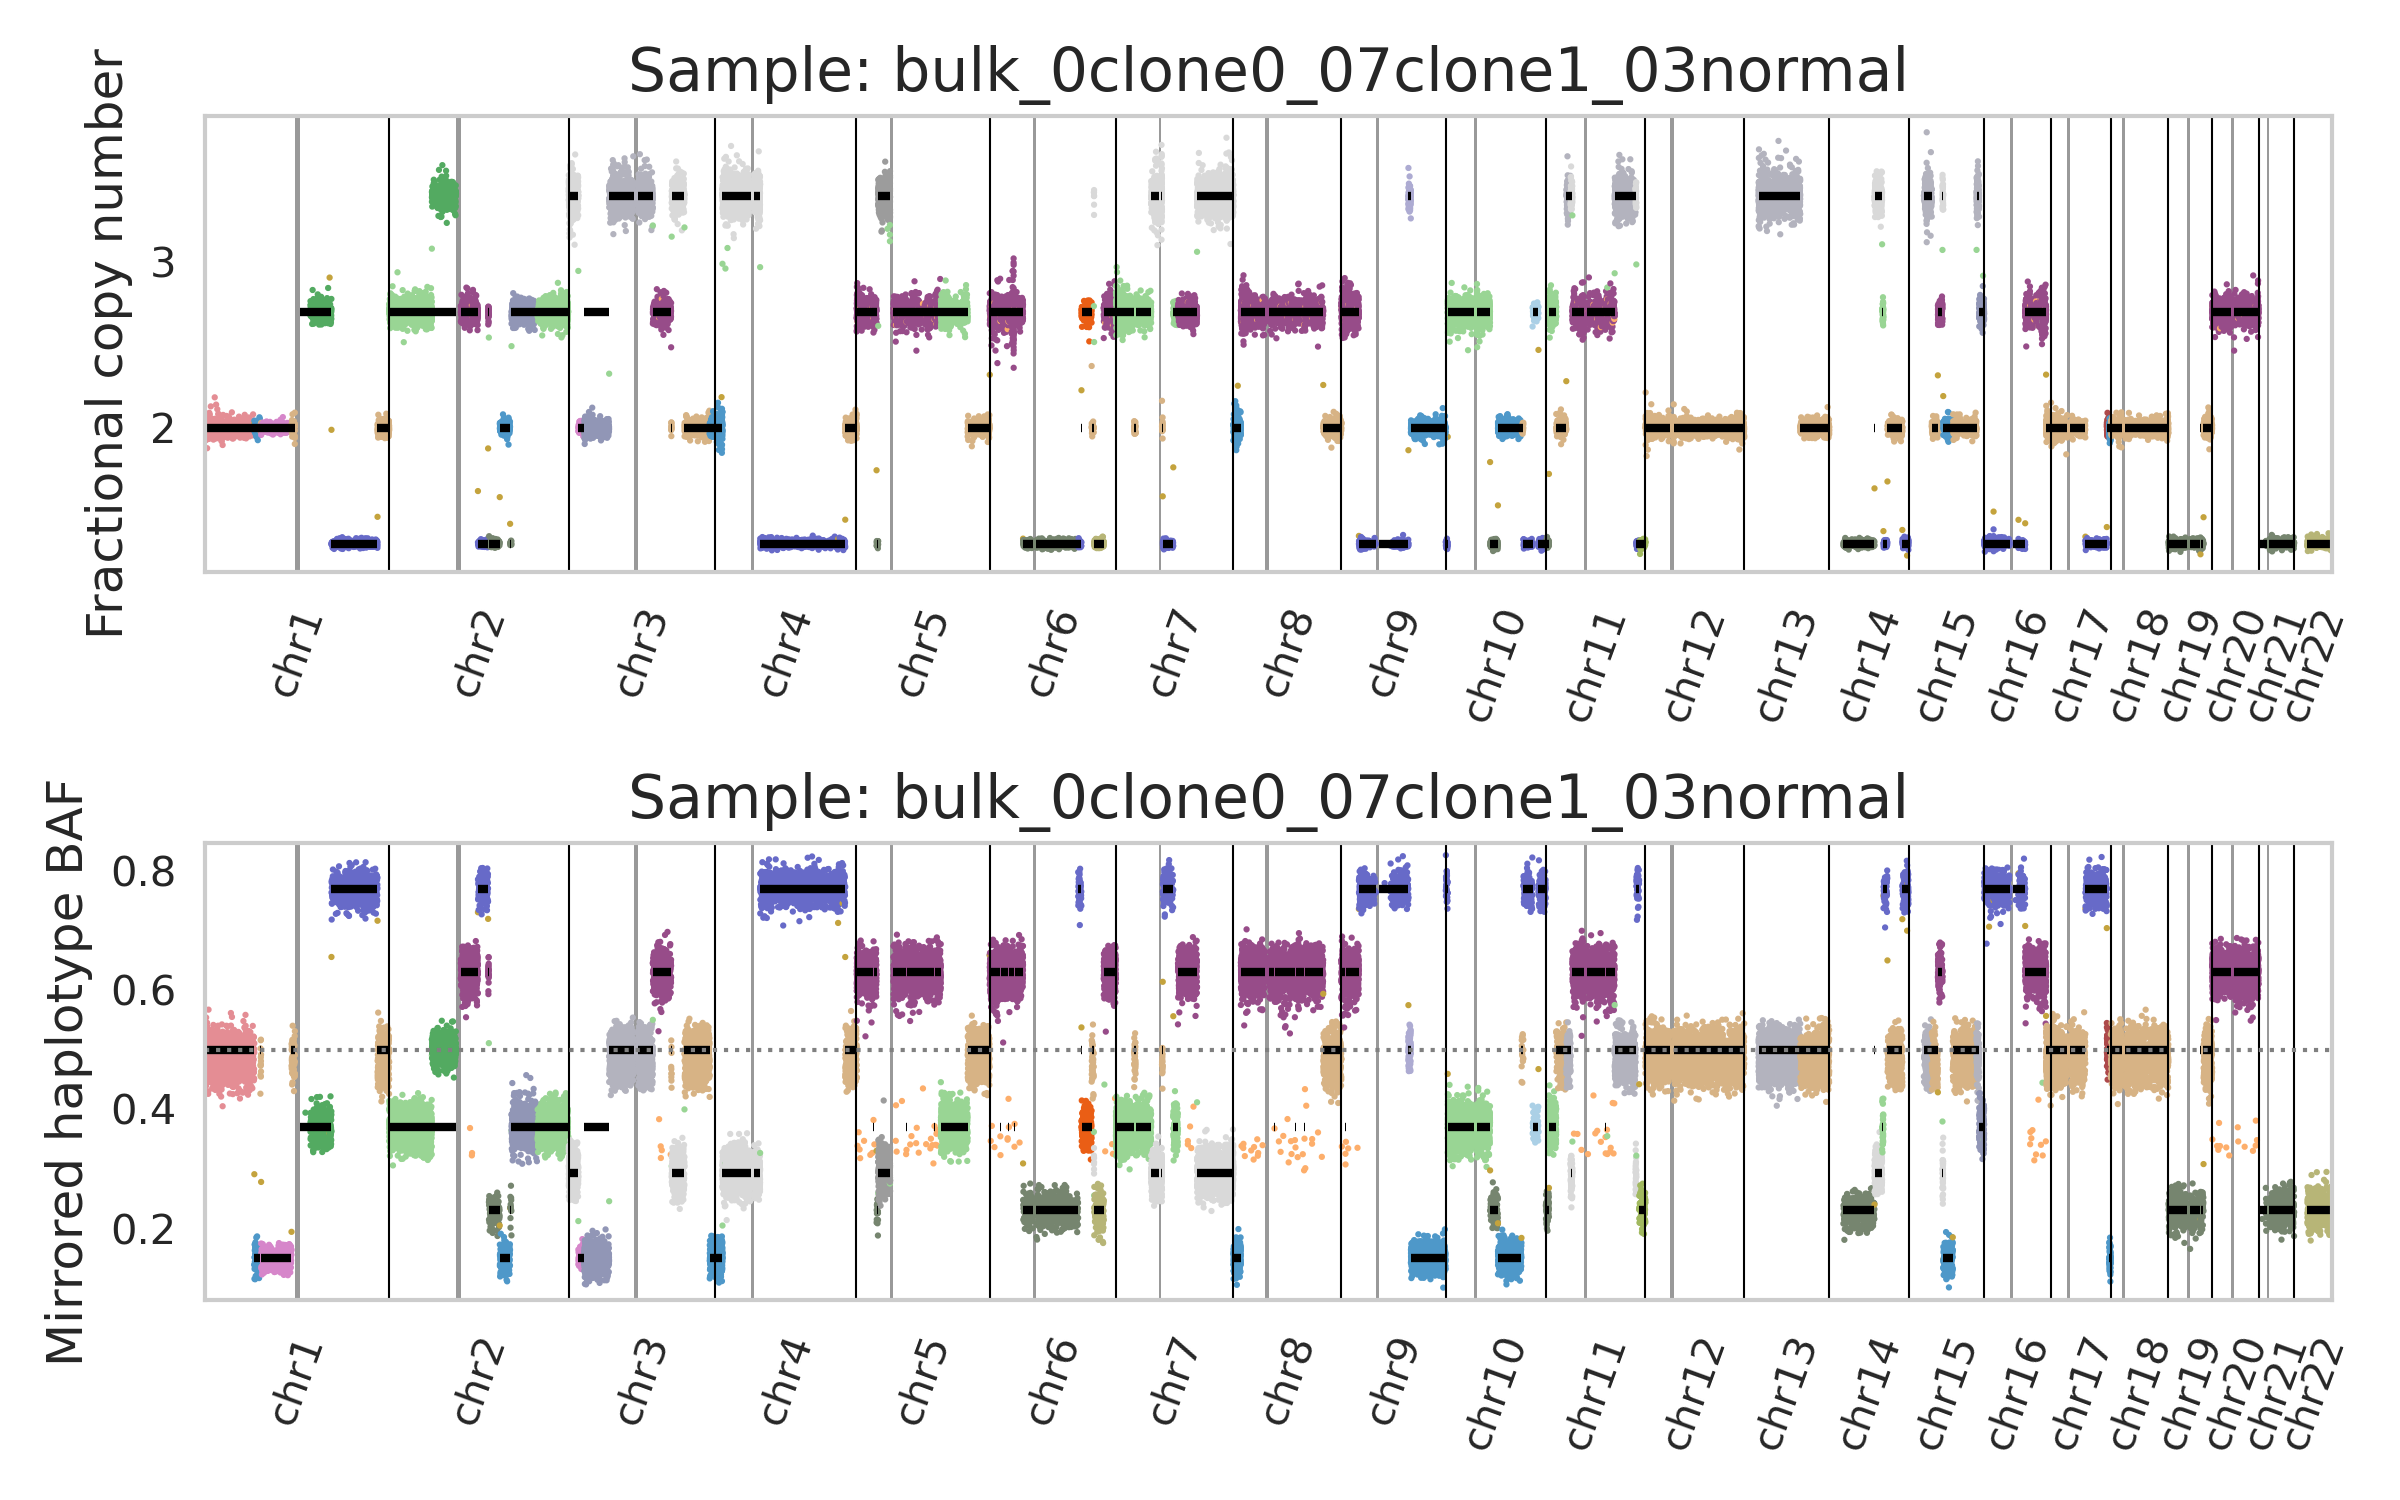 Sample: bulk_0clone0_07clone1_03normal
Fractional copy number
3
2
chr1 chr2 chr3 chr4 chr5 chr6 chr7 chr8 chr9 chr10 chr11 chr12 chr13 chr14 chr15 chr16 chr17 chr18 chr19 chr20 chr21 chr22
Sample: bulk_0clone0_07clone1_03normal
Mirrored haplotype BAF
0.8
0.6
0.4
0.2
chr1 chr2 chr3 chr4 chr5 chr6 chr7 chr8 chr9 chr10 chr11 chr12 chr13 chr14 chr15 chr16 chr17 chr18 chr19 chr20 chr21 chr22